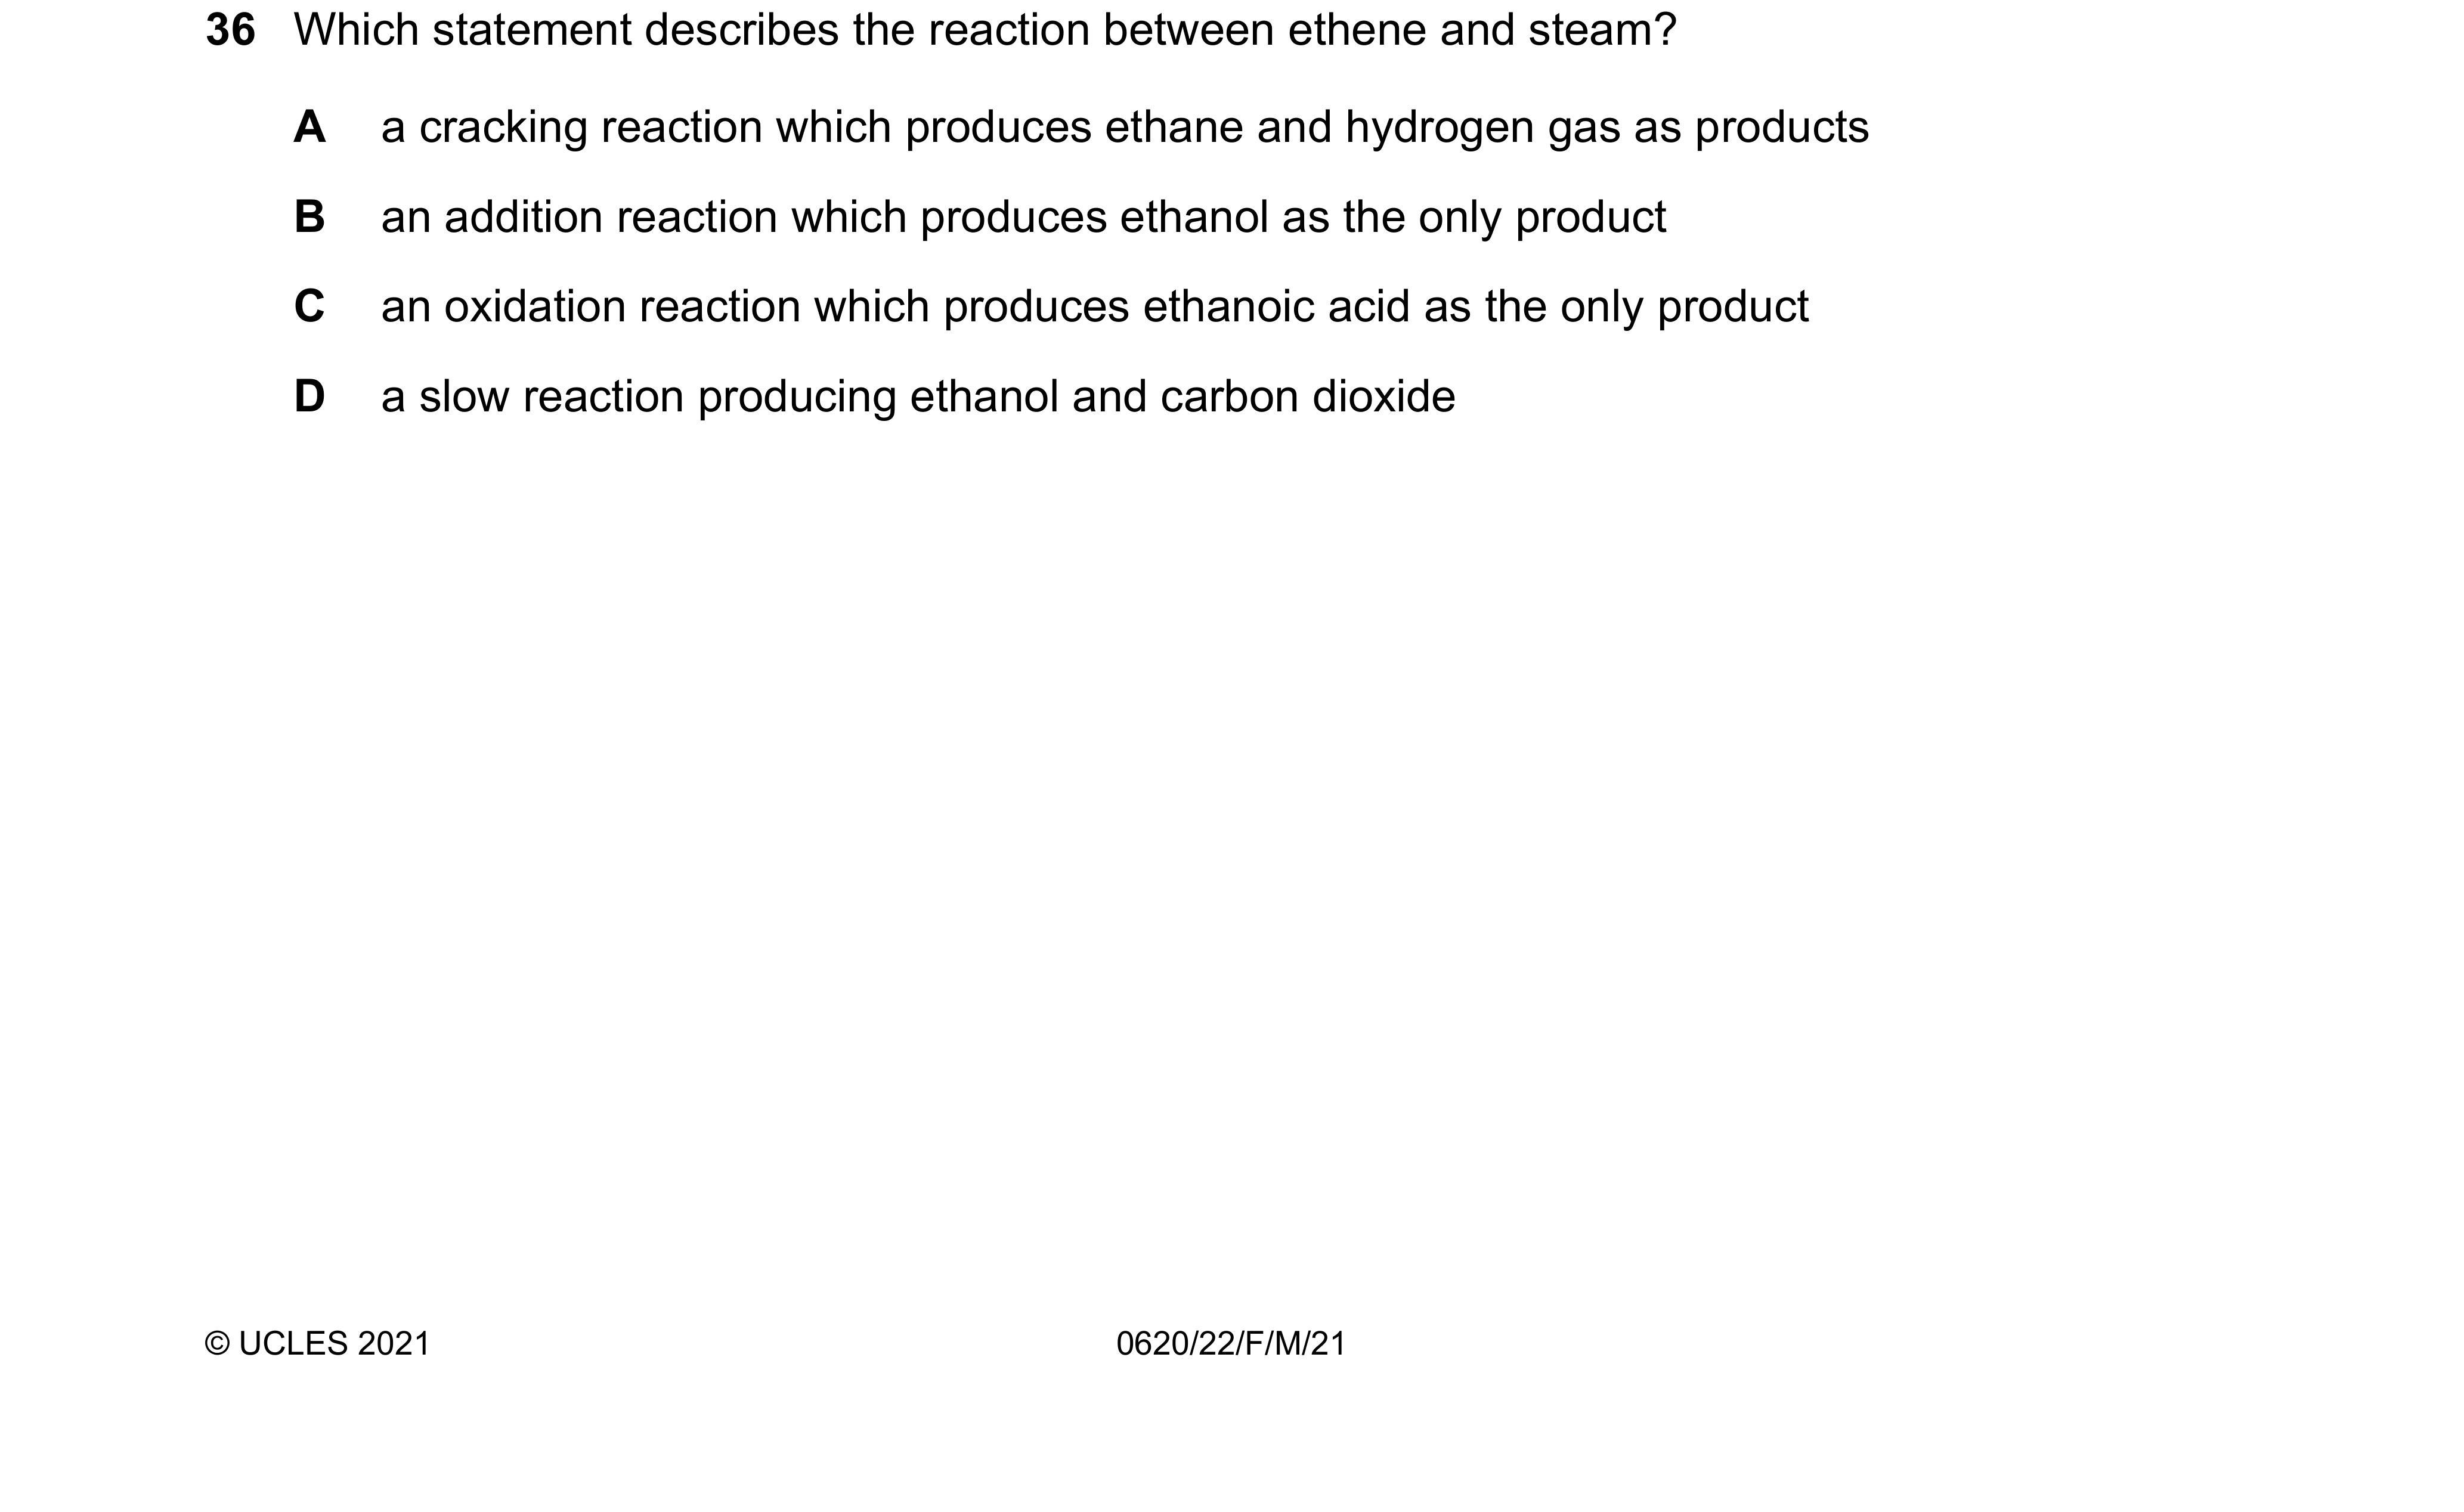 36 Which statement describes the reaction between ethene and steam?
A a cracking reaction which produces ethane and hydrogen gas as products
B an addition reaction which produces ethanol as the only product
C an oxidation reaction which produces ethanoic acid as the only product
D a slow reaction producing ethanol and carbon dioxide
© UCLES 2021 0620/22/F/M/21